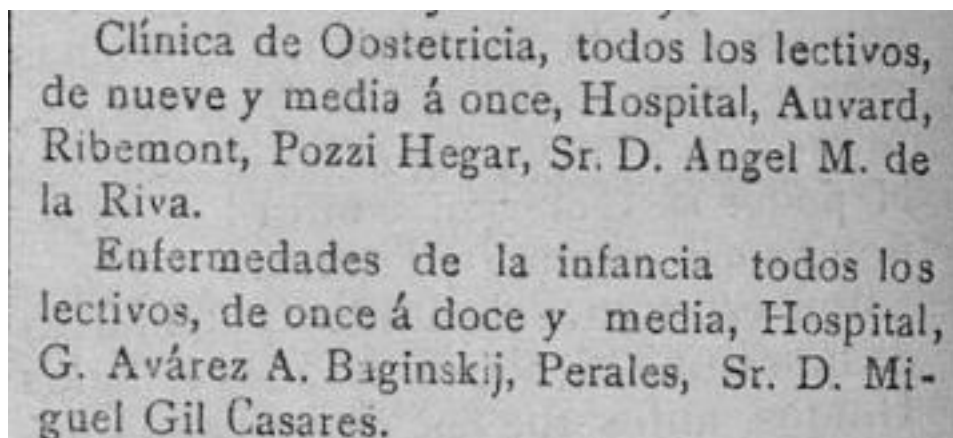 Clínica de Oostetricia, todos los lectivos,
de nueve y media á once, Hospital, Auvard,
Ribemont, Pozzi Hegar, Sr. D. Angel M. de
la Riva.
Enfermedades de la infancia todos los
lectivos, de once á doce y media, Hospital,
G. Avárez A. Baginskij, Perales, Sr. D. Mi-
guel Gil Casares.